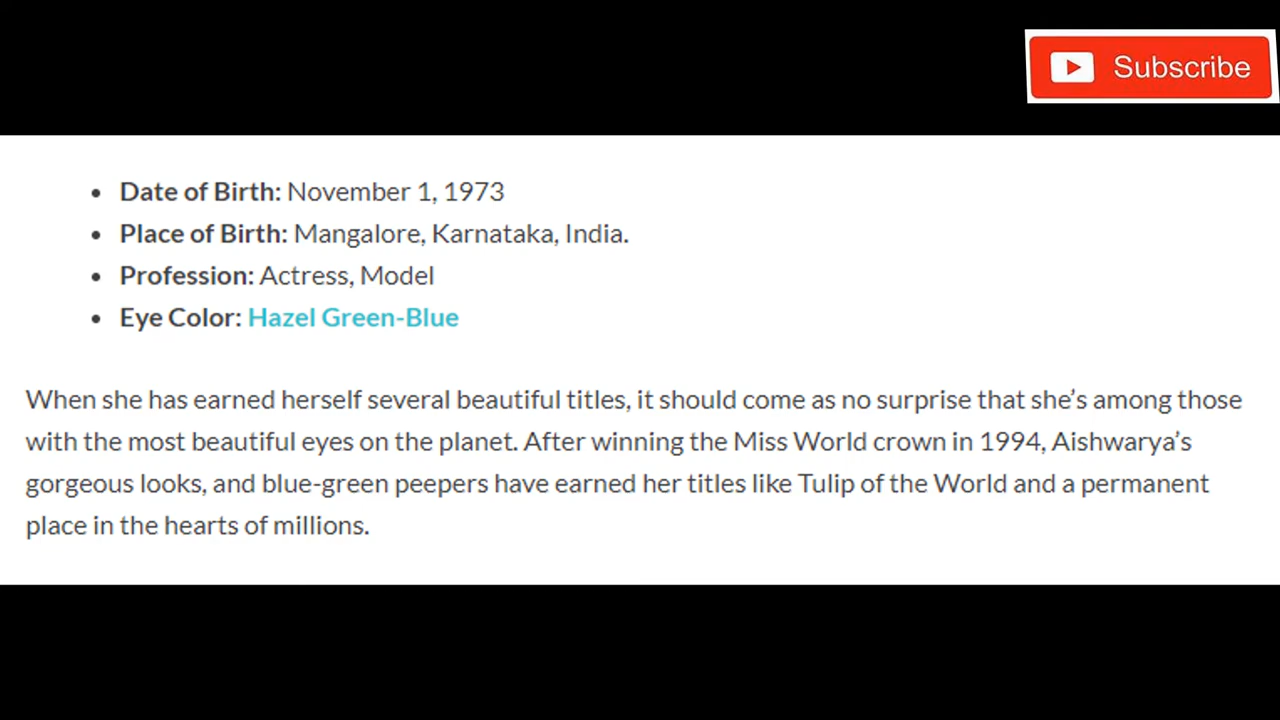 Subscribe
• Date of Birth: November 1, 1973
• Place of Birth: Mangalore, Karnataka, India.
• Profession: Actress, Model
• Eye Color: Hazel Green-Blue
When she has earned herself several beautiful titles, it should come as no surprise that she’s among those
with the most beautiful eyes on the planet. After winning the Miss World crown in 1994, Aishwarya’s
gorgeous looks, and blue-green peepers have earned her titles like Tulip of the World and a permanent
place in the hearts of millions.